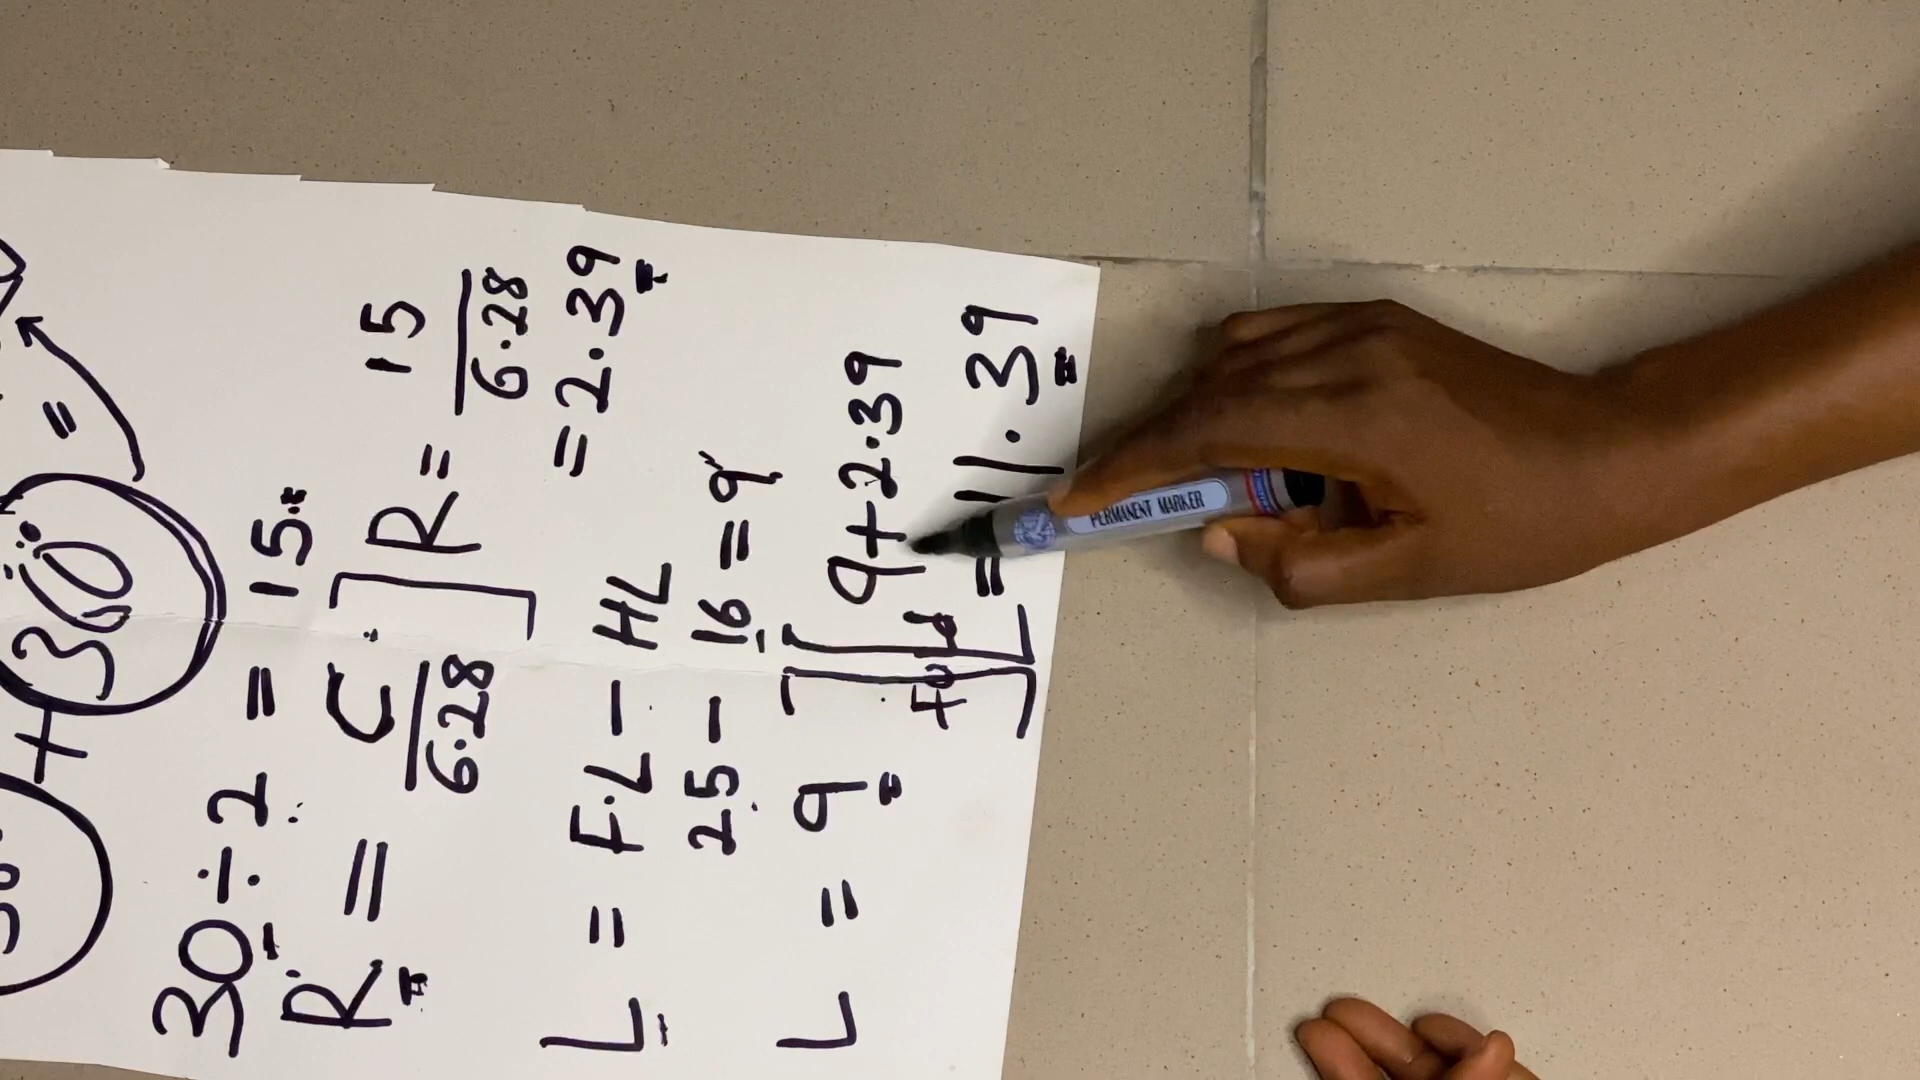 + 30 =
30 ÷ 2 = 15
R = C / 6.28 ] R = 15 / 6.28
= 2.39
L = F.L - HL
25 - 16 = 9
L = 9 ] [ 9 + 2.39
Fold
L = 11.39
PERMANENT MARKER